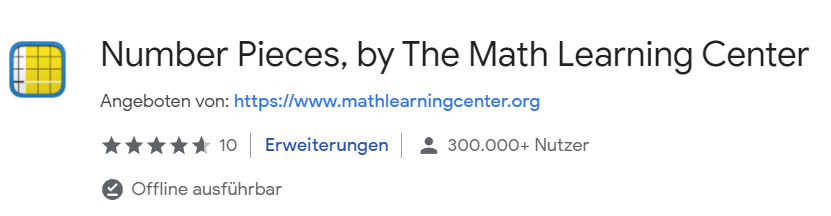 Number Pieces, by The Math Learning Center
Angeboten von: https://www.mathlearningcenter.org
10 Erweiterungen 300.000+ Nutzer
Offline ausführbar